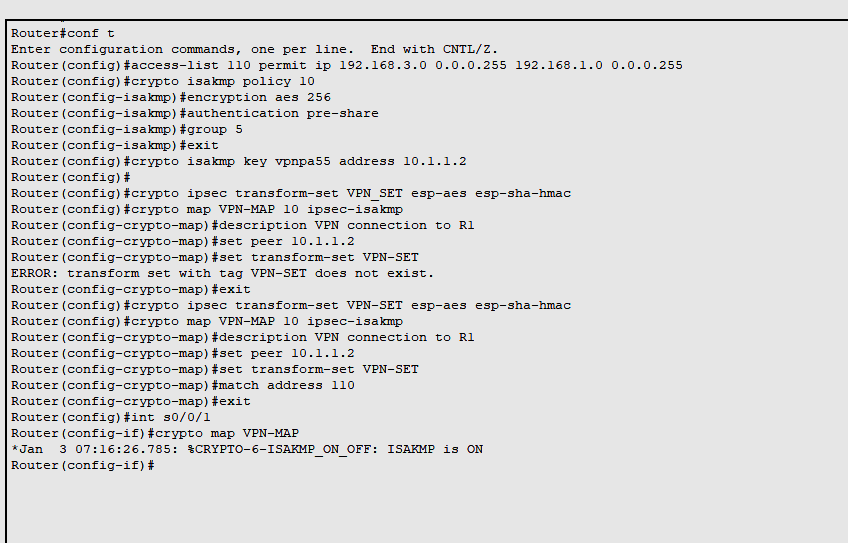 Router#conf t
Enter configuration commands, one per line.  End with CNTL/Z.
Router(config)#access-list 110 permit ip 192.168.3.0 0.0.0.255 192.168.1.0 0.0.0.255
Router(config)#crypto isakmp policy 10
Router(config-isakmp)#encryption aes 256
Router(config-isakmp)#authentication pre-share
Router(config-isakmp)#group 5
Router(config-isakmp)#exit
Router(config)#crypto isakmp key vpnpa55 address 10.1.1.2
Router(config)#
Router(config)#crypto ipsec transform-set VPN_SET esp-aes esp-sha-hmac
Router(config)#crypto map VPN-MAP 10 ipsec-isakmp
Router(config-crypto-map)#description VPN connection to R1
Router(config-crypto-map)#set peer 10.1.1.2
Router(config-crypto-map)#set transform-set VPN-SET
ERROR: transform set with tag VPN-SET does not exist.
Router(config-crypto-map)#exit
Router(config)#crypto ipsec transform-set VPN-SET esp-aes esp-sha-hmac
Router(config)#crypto map VPN-MAP 10 ipsec-isakmp
Router(config-crypto-map)#description VPN connection to R1
Router(config-crypto-map)#set peer 10.1.1.2
Router(config-crypto-map)#set transform-set VPN-SET
Router(config-crypto-map)#match address 110
Router(config-crypto-map)#exit
Router(config)#int s0/0/1
Router(config-if)#crypto map VPN-MAP
*Jan  3 07:16:26.785: %CRYPTO-6-ISAKMP_ON_OFF: ISAKMP is ON
Router(config-if)#